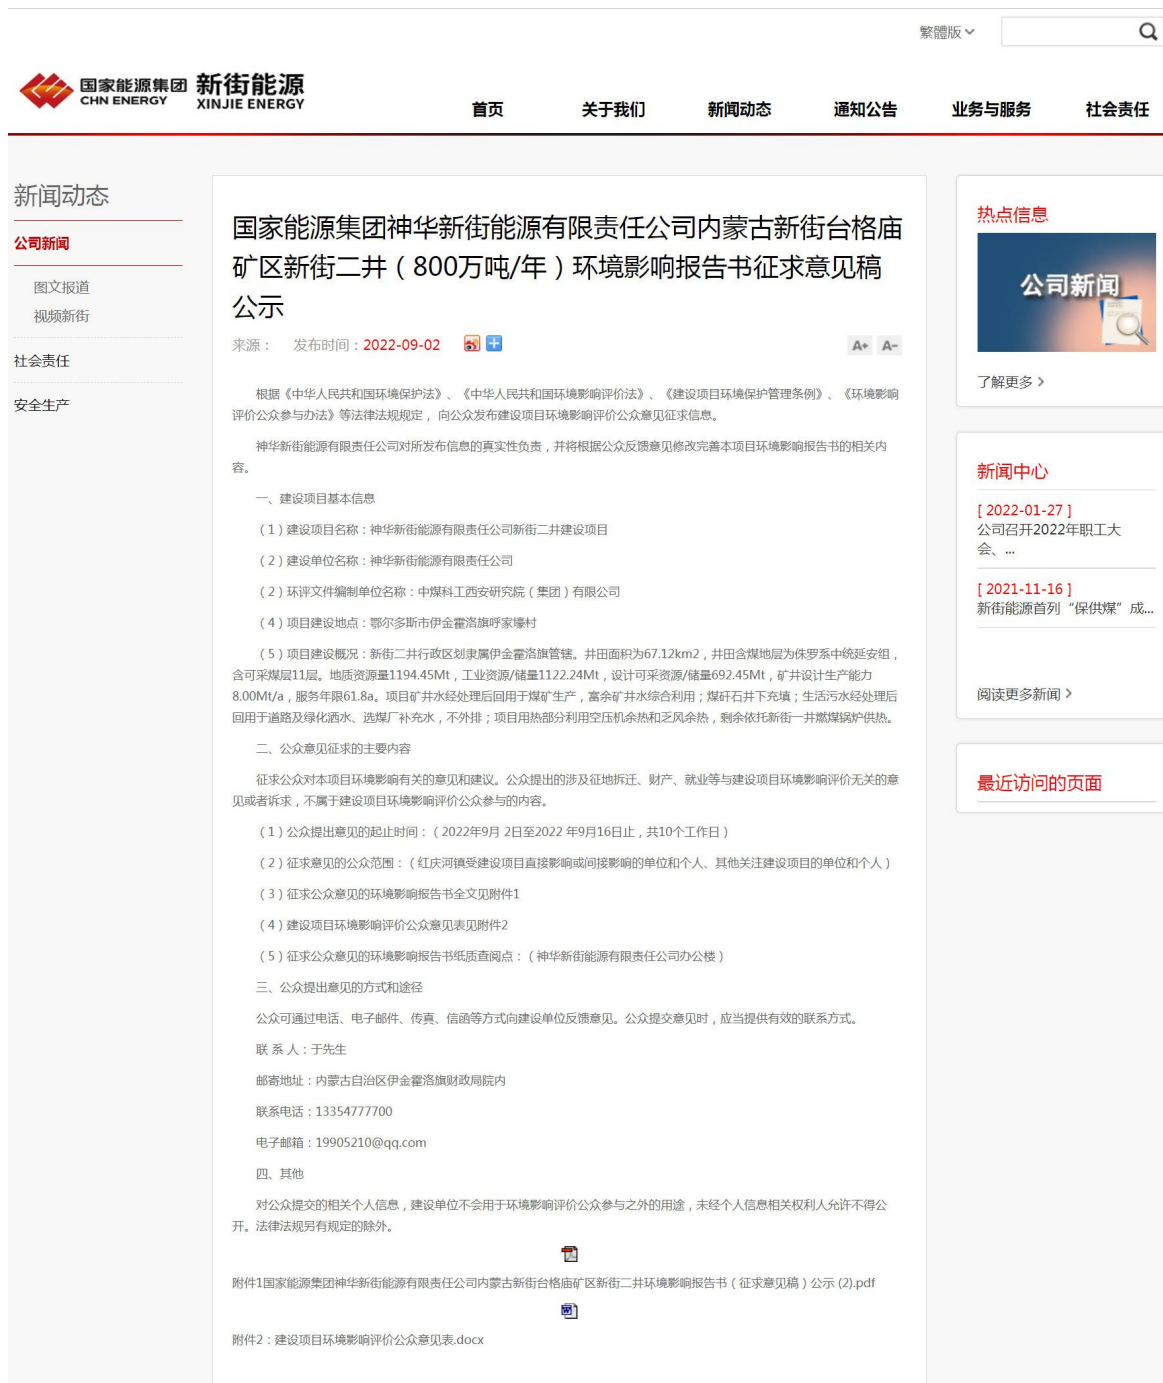 繁體版
国家能源集团 新街能源
CHN ENERGY XINJIE ENERGY
首页 关于我们 新闻动态 通知公告 业务与服务 社会责任
新闻动态
公司新闻
图文报道
视频新街
社会责任
安全生产
国家能源集团神华新街能源有限责任公司内蒙古新街台格庙
矿区新街二井（800万吨/年）环境影响报告书征求意见稿
公示
来源： 发布时间：2022-09-02
A+ A-
根据《中华人民共和国环境保护法》、《中华人民共和国环境影响评价法》、《建设项目环境保护管理条例》、《环境影响
评价公众参与办法》等法律法规规定，向公众发布建设项目环境影响评价公众意见征求信息。
神华新街能源有限责任公司对所发布信息的真实性负责，并将根据公众反馈意见修改完善本项目环境影响报告书的相关内
容。
一、建设项目基本信息
（1）建设项目名称：神华新街能源有限责任公司新街二井建设项目
（2）建设单位名称：神华新街能源有限责任公司
（2）环评文件编制单位名称：中煤科工西安研究院（集团）有限公司
（4）项目建设地点：鄂尔多斯市伊金霍洛旗呼家壕村
（5）项目建设概况：新街二井行政区划隶属伊金霍洛旗管辖。井田面积为67.12km2，井田含煤地层为侏罗系中统延安组，
含可采煤层11层。地质资源量1194.45Mt，工业资源/储量1122.24Mt，设计可采资源/储量692.45Mt，矿井设计生产能力
8.00Mt/a，服务年限61.8a。项目矿井水经处理后回用于煤矿生产，富余矿井水综合利用；煤矸石井下充填；生活污水经处理后
回用于道路及绿化洒水、选煤厂补充水，不外排；项目用热部分利用空压机余热和乏风余热，剩余依托新街一井燃煤锅炉供热。
二、公众意见征求的主要内容
征求公众对本项目环境影响有关的意见和建议。公众提出的涉及征地拆迁、财产、就业等与建设项目环境影响评价无关的意
见或者诉求，不属于建设项目环境影响评价公众参与的内容。
（1）公众提出意见的起止时间：（2022年9月 2日至2022 年9月16日止，共10个工作日）
（2）征求意见的公众范围：（红庆河镇受建设项目直接影响或间接影响的单位和个人、其他关注建设项目的单位和个人）
（3）征求公众意见的环境影响报告书全文见附件1
（4）建设项目环境影响评价公众意见表见附件2
（5）征求公众意见的环境影响报告书纸质查阅点：（神华新街能源有限责任公司办公楼）
三、公众提出意见的方式和途径
公众可通过电话、电子邮件、传真、信函等方式向建设单位反馈意见。公众提交意见时，应当提供有效的联系方式。
联 系 人：于先生
邮寄地址：内蒙古自治区伊金霍洛旗财政局院内
联系电话：13354777700
电子邮箱：19905210@qq.com
四、其他
对公众提交的相关个人信息，建设单位不会用于环境影响评价公众参与之外的用途，未经个人信息相关权利人允许不得公
开。法律法规另有规定的除外。
附件1国家能源集团神华新街能源有限责任公司内蒙古新街台格庙矿区新街二井环境影响报告书（征求意见稿）公示 (2).pdf
附件2：建设项目环境影响评价公众意见表.docx
热点信息
公司新闻
了解更多
新闻中心
[ 2022-01-27 ]
公司召开2022年职工大
会、...
[ 2021-11-16 ]
新街能源首列“保供煤”成...
阅读更多新闻
最近访问的页面